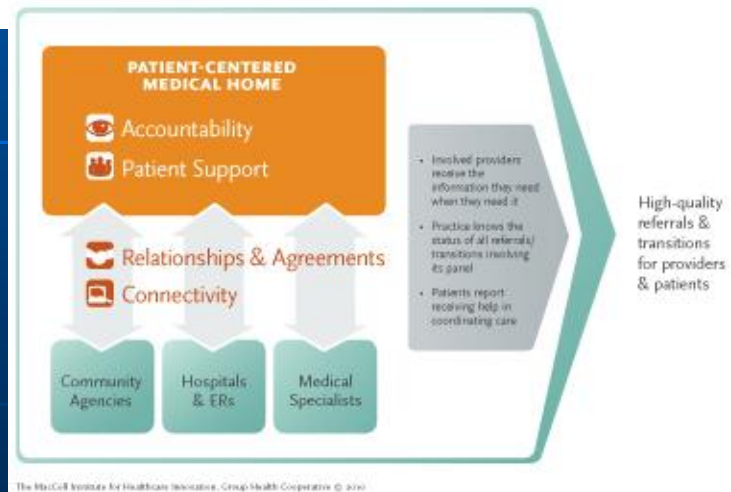 PATIENT-CENTERED
MEDICAL HOME
Accountability
Patient Support
Relationships & Agreements
Connectivity
Community
Agencies
Hospitals
& ERs
Medical
Specialists
• Involved providers
receive the
information they need
when they need it
• Practice knows the
status of all referrals/
transitions involving
its panel
• Patients report
receiving help in
coordinating care
High-quality
referrals &
transitions
for providers
& patients
The MacColl Institute for Healthcare Innovation, Group Health Cooperative © 2010